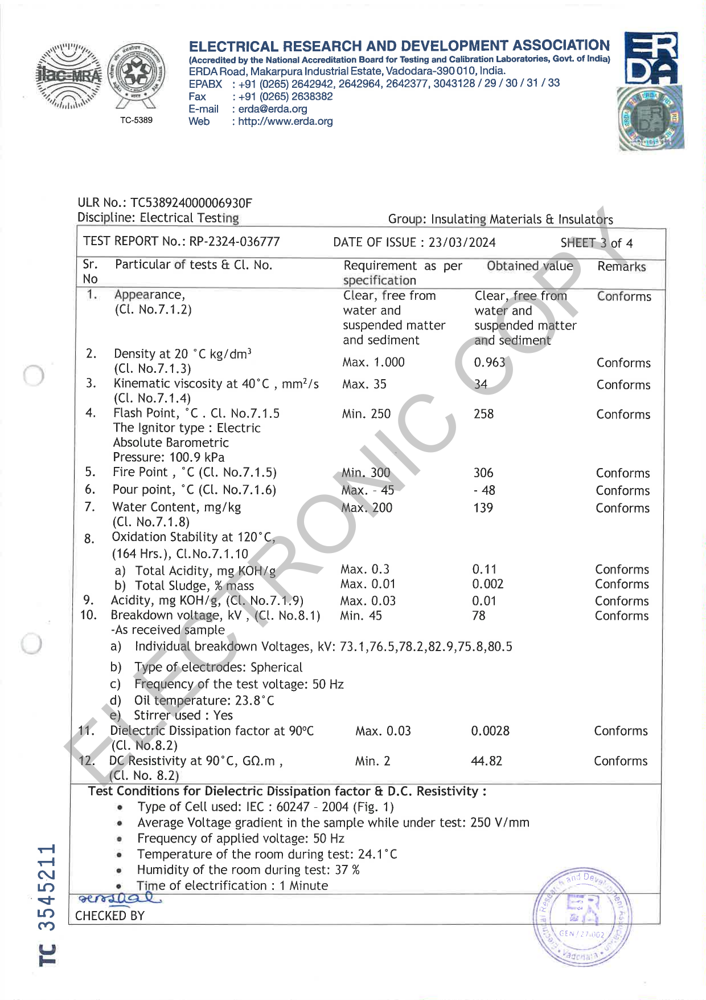 ELECTRICAL RESEARCH AND DEVELOPMENT ASSOCIATION
(Accredited by the National Accreditation Board for Testing and Calibration Laboratories, Govt. of India)
ERDA Road, Makarpura Industrial Estate, Vadodara-390 010, India.
EPABX : +91 (0265) 2642942, 2642964, 2642377, 3043128 / 29 / 30 / 31 / 33
Fax : +91 (0265) 2638382
E-mail : erda@erda.org
Web : http://www.erda.org
ilac-MRA
TC-5389
ERDA
ULR No.: TC538924000006930F
Discipline: Electrical Testing Group: Insulating Materials & Insulators
TEST REPORT No.: RP-2324-036777 DATE OF ISSUE : 23/03/2024 SHEET 3 of 4
Sr. Particular of tests & Cl. No. Requirement as per Obtained value Remarks
No specification
1. Appearance, Clear, free from Clear, free from Conforms
(Cl. No.7.1.2) water and water and
suspended matter suspended matter
and sediment and sediment
2. Density at 20 °C kg/dm³
(Cl. No.7.1.3) Max. 1.000 0.963 Conforms
3. Kinematic viscosity at 40°C , mm²/s Max. 35 34 Conforms
(Cl. No.7.1.4)
4. Flash Point, °C . Cl. No.7.1.5 Min. 250 258 Conforms
The Ignitor type : Electric
Absolute Barometric
Pressure: 100.9 kPa
5. Fire Point , °C (Cl. No.7.1.5) Min. 300 306 Conforms
6. Pour point, °C (Cl. No.7.1.6) Max. - 45 - 48 Conforms
7. Water Content, mg/kg Max. 200 139 Conforms
(Cl. No.7.1.8)
8. Oxidation Stability at 120°C,
(164 Hrs.), Cl.No.7.1.10
a) Total Acidity, mg KOH/g Max. 0.3 0.11 Conforms
b) Total Sludge, % mass Max. 0.01 0.002 Conforms
9. Acidity, mg KOH/g, (Cl. No.7.1.9) Max. 0.03 0.01 Conforms
10. Breakdown voltage, kV , (Cl. No.8.1) Min. 45 78 Conforms
-As received sample
a) Individual breakdown Voltages, kV: 73.1,76.5,78.2,82.9,75.8,80.5
b) Type of electrodes: Spherical
c) Frequency of the test voltage: 50 Hz
d) Oil temperature: 23.8°C
e) Stirrer used : Yes
11. Dielectric Dissipation factor at 90°C Max. 0.03 0.0028 Conforms
(Cl. No.8.2)
12. DC Resistivity at 90°C, GΩ.m , Min. 2 44.82 Conforms
(Cl. No. 8.2)
Test Conditions for Dielectric Dissipation factor & D.C. Resistivity :
• Type of Cell used: IEC : 60247 - 2004 (Fig. 1)
• Average Voltage gradient in the sample while under test: 250 V/mm
• Frequency of applied voltage: 50 Hz
• Temperature of the room during test: 24.1°C
• Humidity of the room during test: 37 %
• Time of electrification : 1 Minute
CHECKED BY
TC 3545211
ELECTRONIC COPY
Electrical Research and Development Association • Vadodara •
ERDA
GEN/27-002